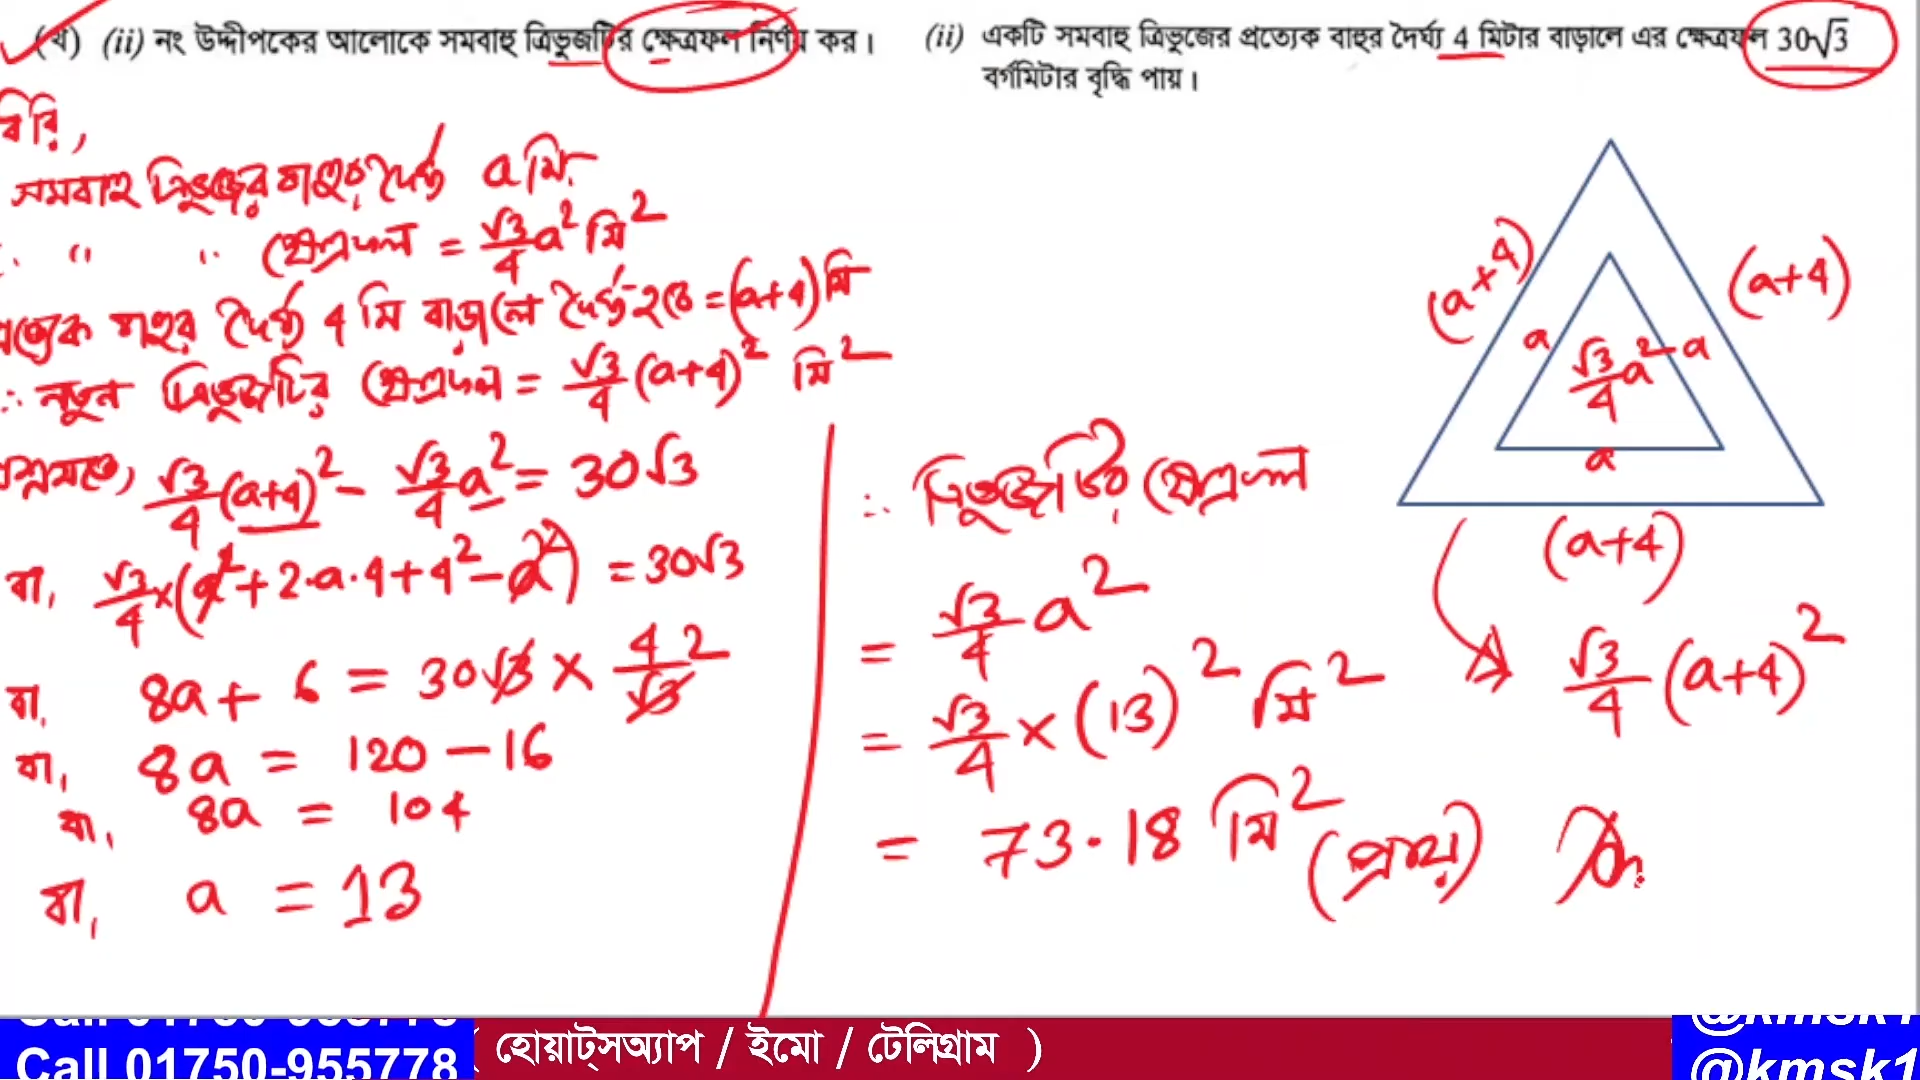 (খ) (ii) নং উদ্দীপকের আলোকে সমবাহু ত্রিভুজটির ক্ষেত্রফল নির্ণয় কর।
(ii) একটি সমবাহু ত্রিভুজের প্রত্যেক বাহুর দৈর্ঘ্য 4 মিটার বাড়ালে এর ক্ষেত্রফল 30√3
বর্গমিটার বৃদ্ধি পায়।
ধরি,
সমবাহু ত্রিভুজের বাহুর দৈর্ঘ্য a মি.
∴ " " ক্ষেত্রফল = √3/4 a² মি²
প্রত্যেক বাহুর দৈর্ঘ্য 4 মি বাড়ালে দৈর্ঘ্য হবে = (a+4) মি
∴ নতুন ত্রিভুজটির ক্ষেত্রফল = √3/4 (a+4)² মি²
প্রশ্নমতে, √3/4 (a+4)² - √3/4 a² = 30√3
বা, √3/4 × (a² + 2·a·4 + 4² - a²) = 30√3
বা, 8a + 6 = 30√3 × 4/√3
বা, 8a = 120 - 16
বা, 8a = 104
বা, a = 13
∴ ত্রিভুজটির ক্ষেত্রফল
= √3/4 a²
= √3/4 × (13)² মি²
= 73.18 মি² (প্রায়)
(a+4)
(a+4)
a
√3/4 a²
a
a
(a+4)
√3/4 (a+4)²
Call 01750-955778
( হোয়াট্সঅ্যাপ / ইমো / টেলিগ্রাম )
@kmsk1